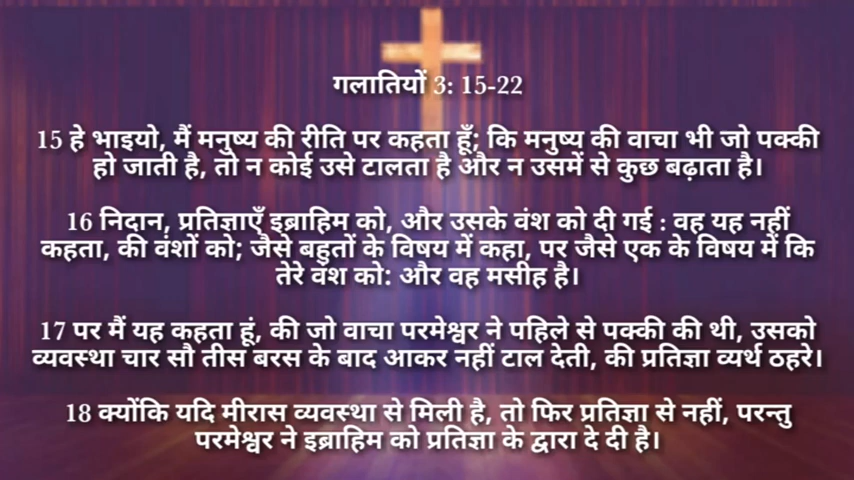 गलातियों 3: 15-22
15 हे भाइयो, मैं मनुष्य की रीति पर कहता हूँ; कि मनुष्य की वाचा भी जो पक्की
हो जाती है, तो न कोई उसे टालता है और न उसमें से कुछ बढ़ाता है।
16 निदान, प्रतिज्ञाएँ इब्राहिम को, और उसके वंश को दी गई : वह यह नहीं
कहता, की वंशों को; जैसे बहुतों के विषय में कहा, पर जैसे एक के विषय में कि
तेरे वंश को: और वह मसीह है।
17 पर मैं यह कहता हूं, की जो वाचा परमेश्वर ने पहिले से पक्की की थी, उसको
व्यवस्था चार सौ तीस बरस के बाद आकर नहीं टाल देती, की प्रतिज्ञा व्यर्थ ठहरे।
18 क्योंकि यदि मीरास व्यवस्था से मिली है, तो फिर प्रतिज्ञा से नहीं, परन्तु
परमेश्वर ने इब्राहिम को प्रतिज्ञा के द्वारा दे दी है।